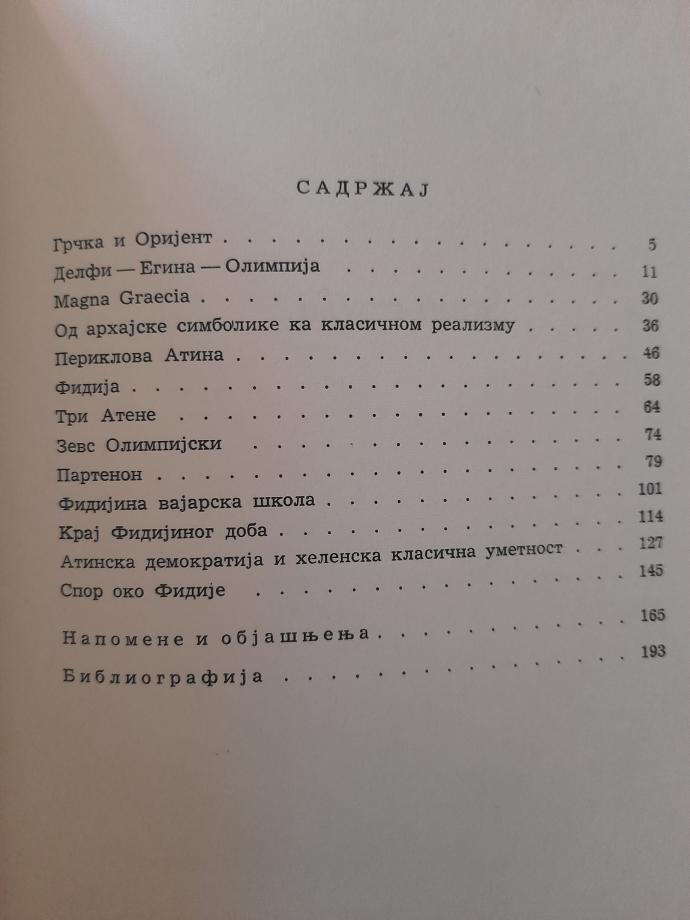 САДРЖАЈ
Грчка и Оријент . . . . . . . . . . . . . . . . . 5
Делфи — Егина — Олимпија . . . . . . . . . . . 11
Magna Graecia . . . . . . . . . . . . . . . . . . 30
Од архајске симболике ка класичном реализму . . . . . 36
Периклова Атина . . . . . . . . . . . . . . . . . 46
Фидија . . . . . . . . . . . . . . . . . . . . . 58
Три Атене . . . . . . . . . . . . . . . . . . . 64
Зевс Олимпијски . . . . . . . . . . . . . . . . 74
Партенон . . . . . . . . . . . . . . . . . . . . 79
Фидијина вајарска школа . . . . . . . . . . . . . 101
Крај Фидијиног доба . . . . . . . . . . . . . . . 114
Атинска демократија и хеленска класична уметност . . . 127
Спор око Фидије . . . . . . . . . . . . . . . . 145
Напомене и објашњења . . . . . . . . . . . 165
Библиографија . . . . . . . . . . . . . . . 193